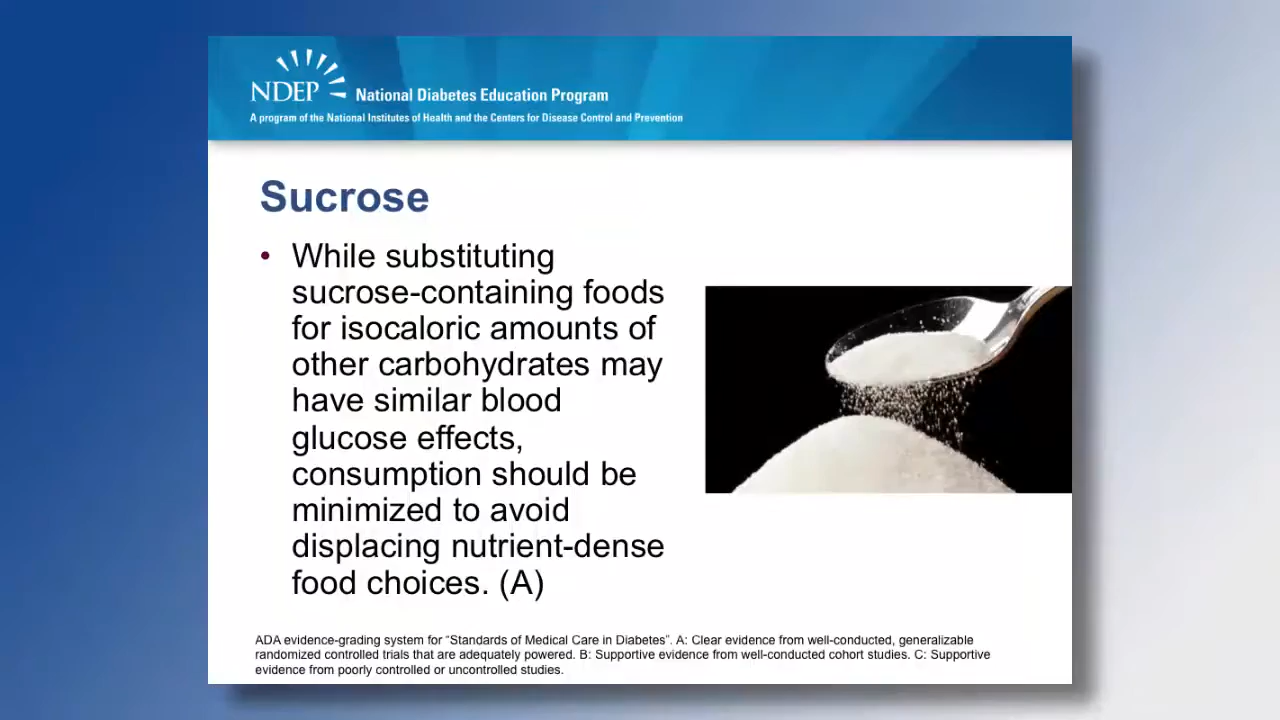 NDEP
National Diabetes Education Program
A program of the National Institutes of Health and the Centers for Disease Control and Prevention
Sucrose
• While substituting
sucrose-containing foods
for isocaloric amounts of
other carbohydrates may
have similar blood
glucose effects,
consumption should be
minimized to avoid
displacing nutrient-dense
food choices. (A)
ADA evidence-grading system for “Standards of Medical Care in Diabetes”. A: Clear evidence from well-conducted, generalizable
randomized controlled trials that are adequately powered. B: Supportive evidence from well-conducted cohort studies. C: Supportive
evidence from poorly controlled or uncontrolled studies.